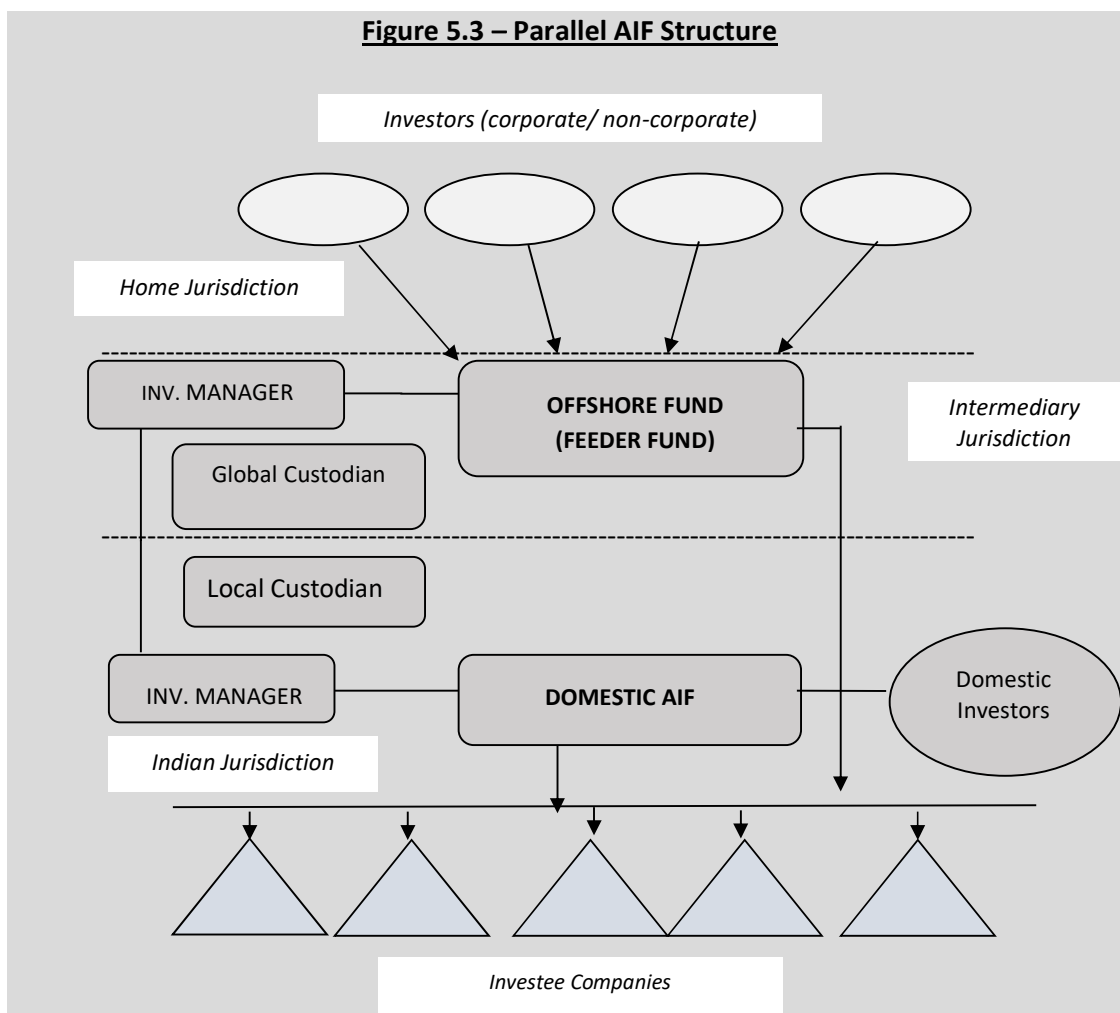 Figure 5.3 – Parallel AIF Structure
Investors (corporate/ non-corporate)
Home Jurisdiction
INV. MANAGER
OFFSHORE FUND
(FEEDER FUND)
Intermediary
Jurisdiction
Global Custodian
Local Custodian
INV. MANAGER
DOMESTIC AIF
Domestic
Investors
Indian Jurisdiction
Investee Companies